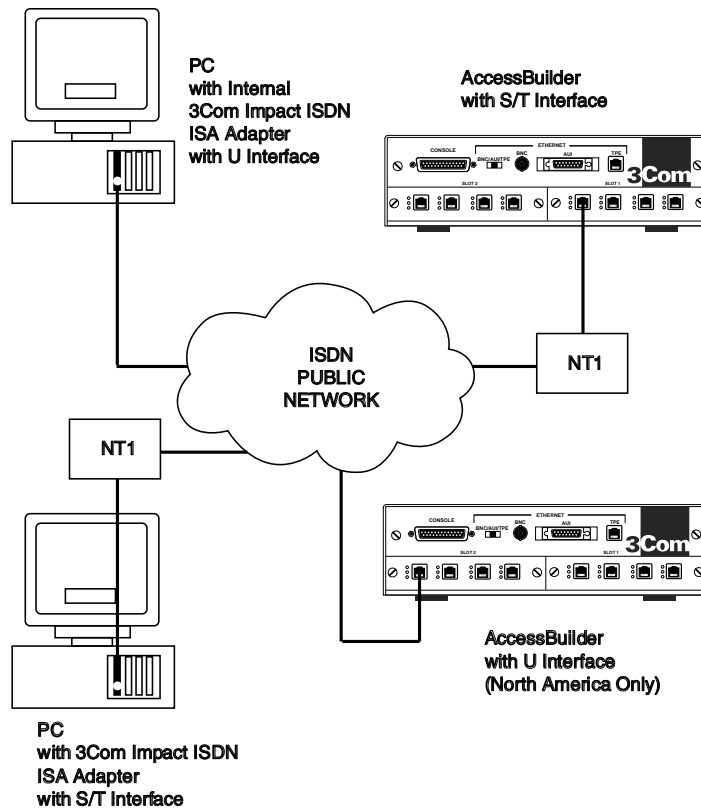 PC
with Internal
3Com Impact ISDN
ISA Adapter
with U Interface
AccessBuilder
with S/T Interface
ETHERNET
CONSOLE
BNC/AUI/TPE
BNC
AUI
TPE
3Com
SLOT 2
SLOT 1
ISDN
PUBLIC
NETWORK
NT1
NT1
ETHERNET
CONSOLE
BNC/AUI/TPE
BNC
AUI
TPE
3Com
SLOT 2
SLOT 1
AccessBuilder
with U Interface
(North America Only)
PC
with 3Com Impact ISDN
ISA Adapter
with S/T Interface